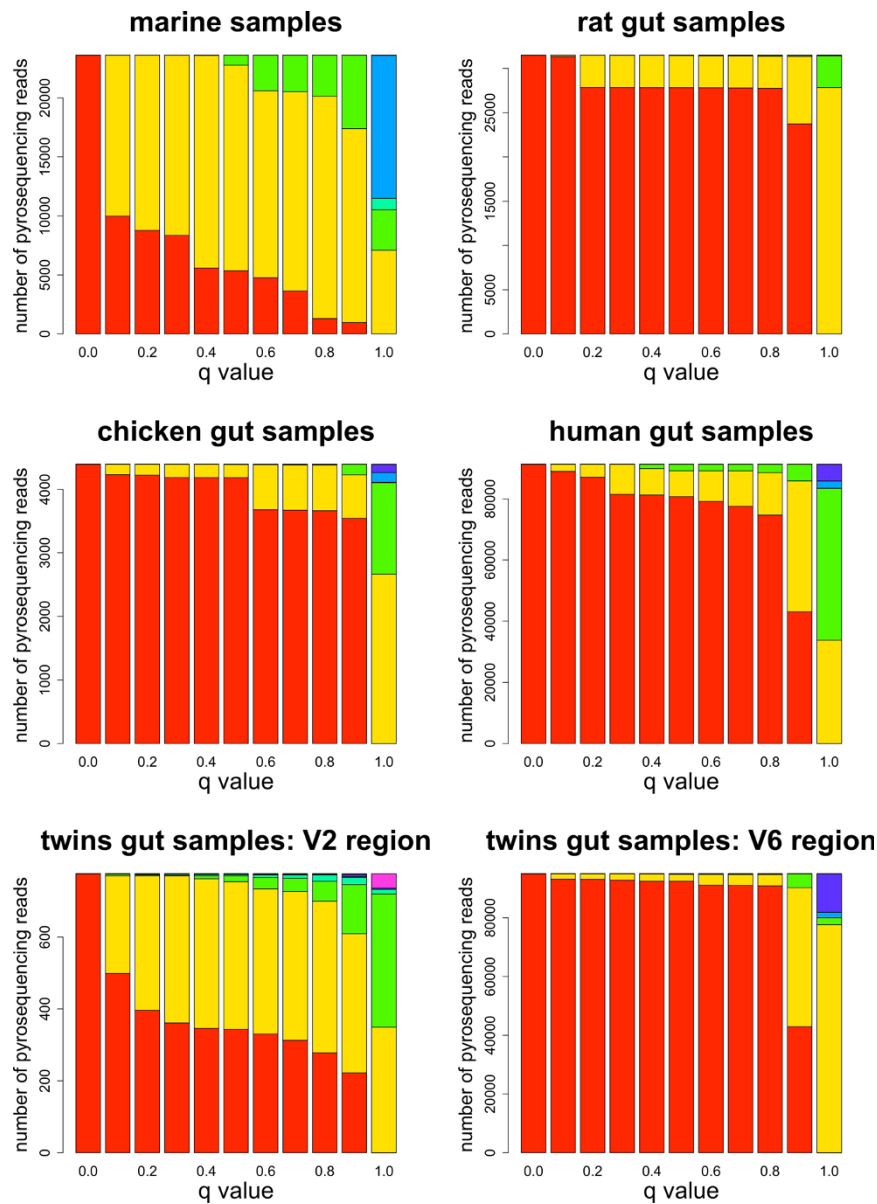 marine samples
number of pyrosequencing reads
0 5000 10000 15000 20000
0.0 0.2 0.4 0.6 0.8 1.0
q value
rat gut samples
number of pyrosequencing reads
0 5000 15000 25000
0.0 0.2 0.4 0.6 0.8 1.0
q value
chicken gut samples
number of pyrosequencing reads
0 1000 2000 3000 4000
0.0 0.2 0.4 0.6 0.8 1.0
q value
human gut samples
number of pyrosequencing reads
0 20000 40000 60000 80000
0.0 0.2 0.4 0.6 0.8 1.0
q value
twins gut samples: V2 region
number of pyrosequencing reads
0 200 400 600
0.0 0.2 0.4 0.6 0.8 1.0
q value
twins gut samples: V6 region
number of pyrosequencing reads
0 20000 40000 60000 80000
0.0 0.2 0.4 0.6 0.8 1.0
q value